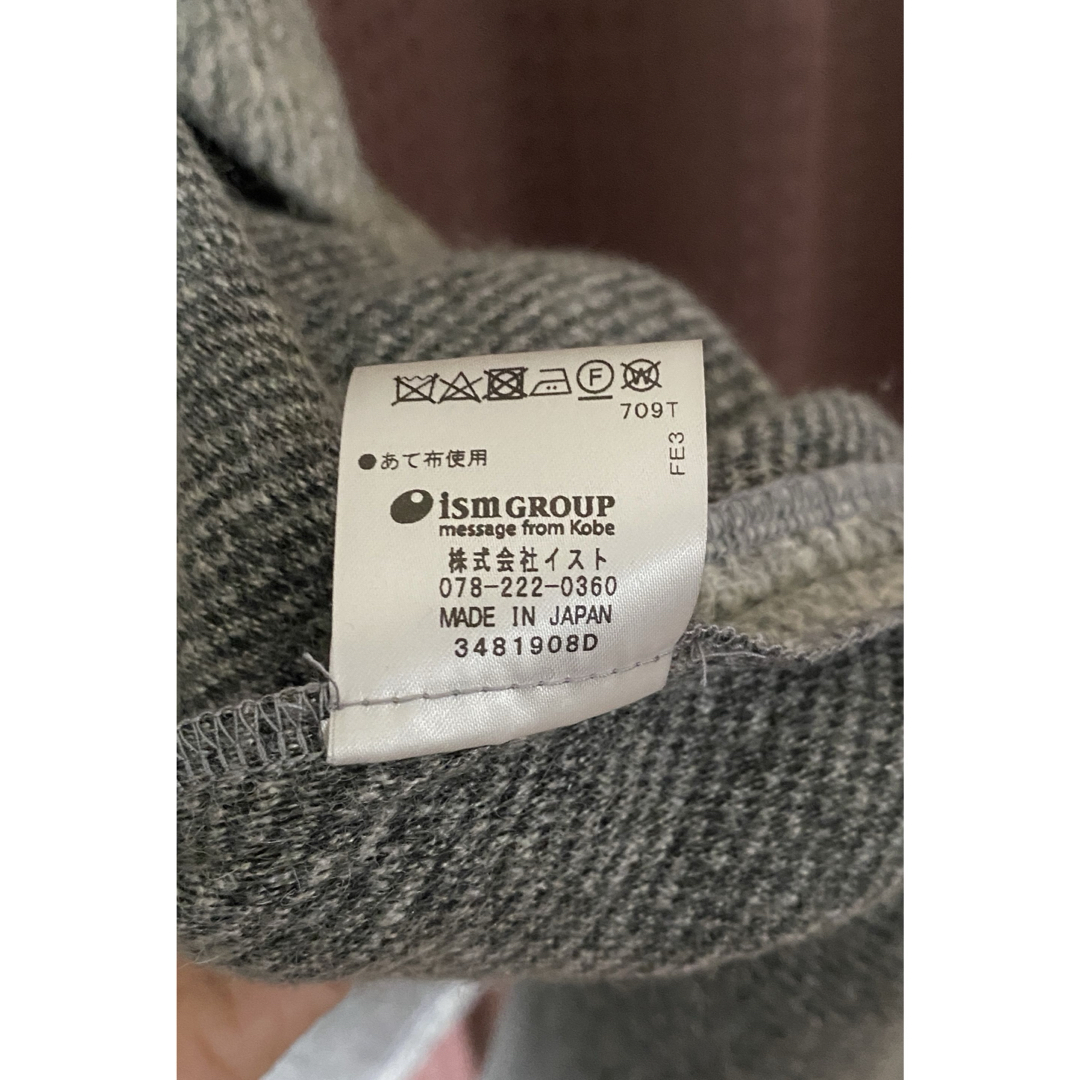 F W
709T
FE3
●あて布使用
ismGROUP
message from Kobe
株式会社イスト
078-222-0360
MADE IN JAPAN
3481908D